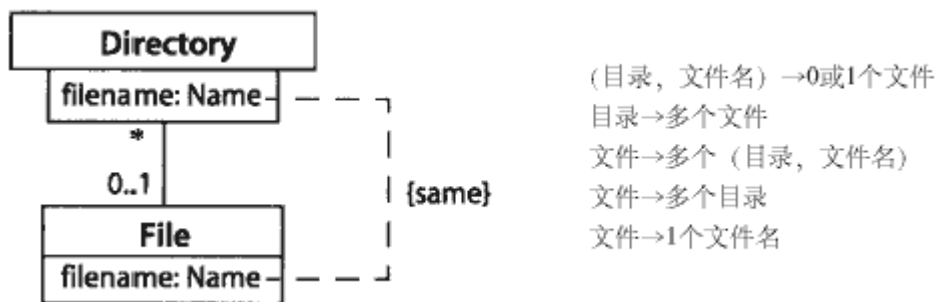 Directory
filename: Name
*
0..1
{same}
File
filename: Name
(目录，文件名) →0或1个文件
目录→多个文件
文件→多个 (目录，文件名)
文件→多个目录
文件→1个文件名